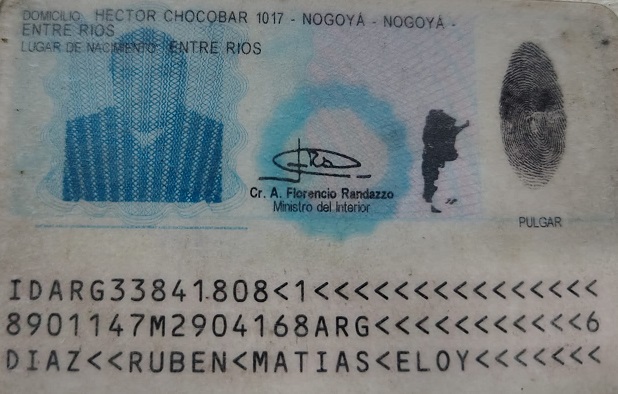 DOMICILIO: HECTOR CHOCOBAR 1017 - NOGOYÁ - NOGOYÁ -
ENTRE RIOS
LUGAR DE NACIMIENTO: ENTRE RIOS
Cr. A. Florencio Randazzo
Ministro del Interior
PULGAR
IDARG33841808<1<<<<<<<<<<<<<<<
8901147M2904168ARG<<<<<<<<<<<6
DIAZ<<RUBEN<MATIAS<ELOY<<<<<<<